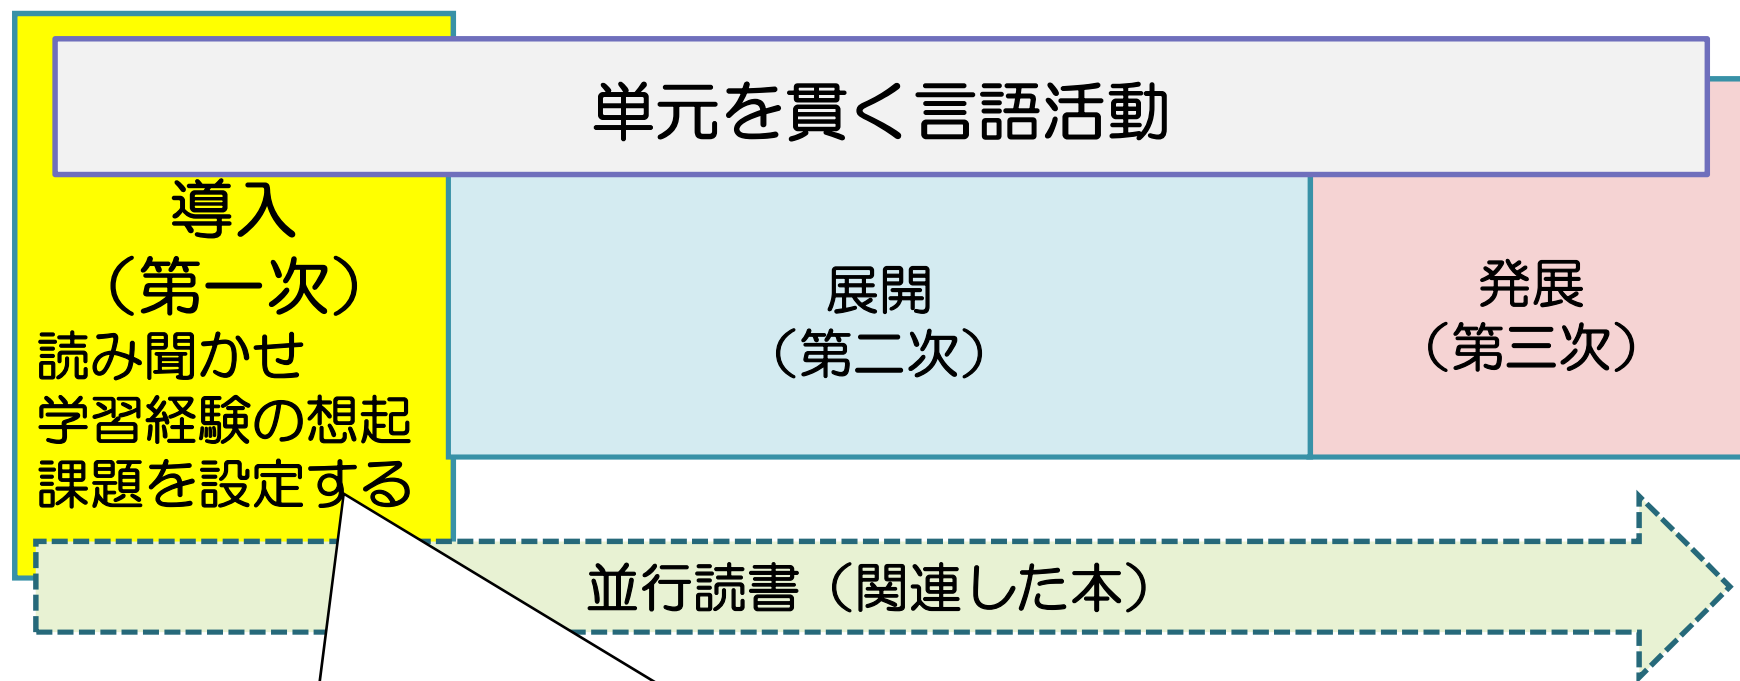 単元を貫く言語活動
導入
（第一次）
読み聞かせ
学習経験の想起
課題を設定する
展開
（第二次）
発展
（第三次）
並行読書（関連した本）